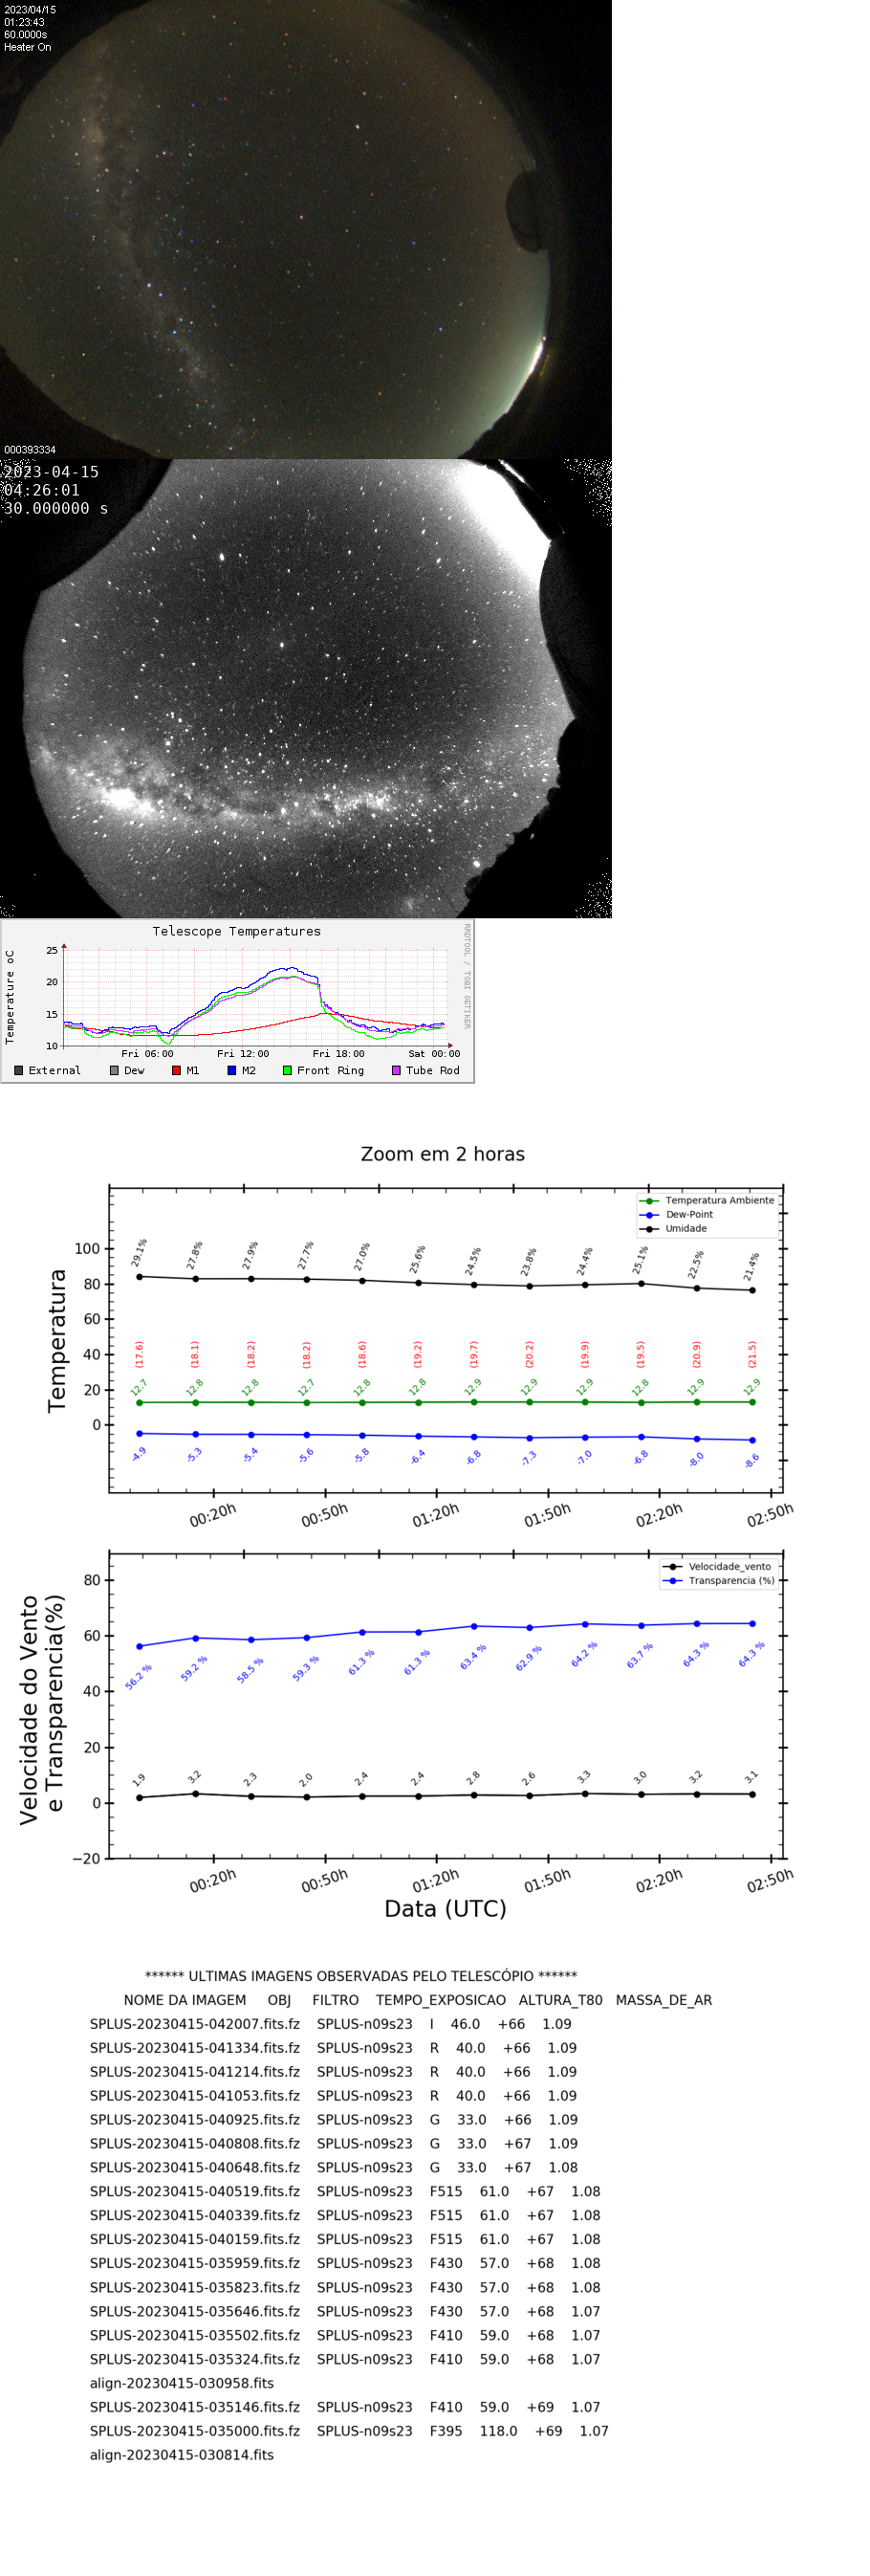 2023/04/15
01:23:43
60.0000s
Heater On
000393334
2023-04-15
04:26:01
30.000000 s
Telescope Temperatures
RRDTOOL / TOBI OETIKER
Temperature oC
25
20
15
10
Fri 06:00 Fri 12:00 Fri 18:00 Sat 00:00
External Dew M1 M2 Front Ring Tube Rod
Zoom em 2 horas
Temperatura Ambiente
Dew-Point
Umidade
Temperatura
100
80
60
40
20
0
29.1% 27.8% 27.9% 27.7% 27.0% 25.6% 24.5% 23.8% 24.4% 25.1% 22.5% 21.4%
(17.6) (18.1) (18.2) (18.2) (18.6) (19.2) (19.7) (20.2) (19.9) (19.5) (20.9) (21.5)
12.7 12.8 12.8 12.7 12.8 12.8 12.9 12.9 12.9 12.8 12.9 12.9
-4.9 -5.3 -5.4 -5.6 -5.8 -6.4 -6.8 -7.3 -7.0 -6.8 -8.0 -8.6
00:20h 00:50h 01:20h 01:50h 02:20h 02:50h
Velocidade_vento
Transparencia (%)
Velocidade do Vento
e Transparencia(%)
80
60
40
20
0
−20
56.2 % 59.2 % 58.5 % 59.3 % 61.3 % 61.3 % 63.4 % 62.9 % 64.2 % 63.7 % 64.3 % 64.3 %
1.9 3.2 2.3 2.0 2.4 2.4 2.8 2.6 3.3 3.0 3.2 3.1
00:20h 00:50h 01:20h 01:50h 02:20h 02:50h
Data (UTC)
****** ULTIMAS IMAGENS OBSERVADAS PELO TELESCÓPIO ******
NOME DA IMAGEM OBJ FILTRO TEMPO_EXPOSICAO ALTURA_T80 MASSA_DE_AR
SPLUS-20230415-042007.fits.fz SPLUS-n09s23 I 46.0 +66 1.09
SPLUS-20230415-041334.fits.fz SPLUS-n09s23 R 40.0 +66 1.09
SPLUS-20230415-041214.fits.fz SPLUS-n09s23 R 40.0 +66 1.09
SPLUS-20230415-041053.fits.fz SPLUS-n09s23 R 40.0 +66 1.09
SPLUS-20230415-040925.fits.fz SPLUS-n09s23 G 33.0 +66 1.09
SPLUS-20230415-040808.fits.fz SPLUS-n09s23 G 33.0 +67 1.09
SPLUS-20230415-040648.fits.fz SPLUS-n09s23 G 33.0 +67 1.08
SPLUS-20230415-040519.fits.fz SPLUS-n09s23 F515 61.0 +67 1.08
SPLUS-20230415-040339.fits.fz SPLUS-n09s23 F515 61.0 +67 1.08
SPLUS-20230415-040159.fits.fz SPLUS-n09s23 F515 61.0 +67 1.08
SPLUS-20230415-035959.fits.fz SPLUS-n09s23 F430 57.0 +68 1.08
SPLUS-20230415-035823.fits.fz SPLUS-n09s23 F430 57.0 +68 1.08
SPLUS-20230415-035646.fits.fz SPLUS-n09s23 F430 57.0 +68 1.07
SPLUS-20230415-035502.fits.fz SPLUS-n09s23 F410 59.0 +68 1.07
SPLUS-20230415-035324.fits.fz SPLUS-n09s23 F410 59.0 +68 1.07
align-20230415-030958.fits
SPLUS-20230415-035146.fits.fz SPLUS-n09s23 F410 59.0 +69 1.07
SPLUS-20230415-035000.fits.fz SPLUS-n09s23 F395 118.0 +69 1.07
align-20230415-030814.fits